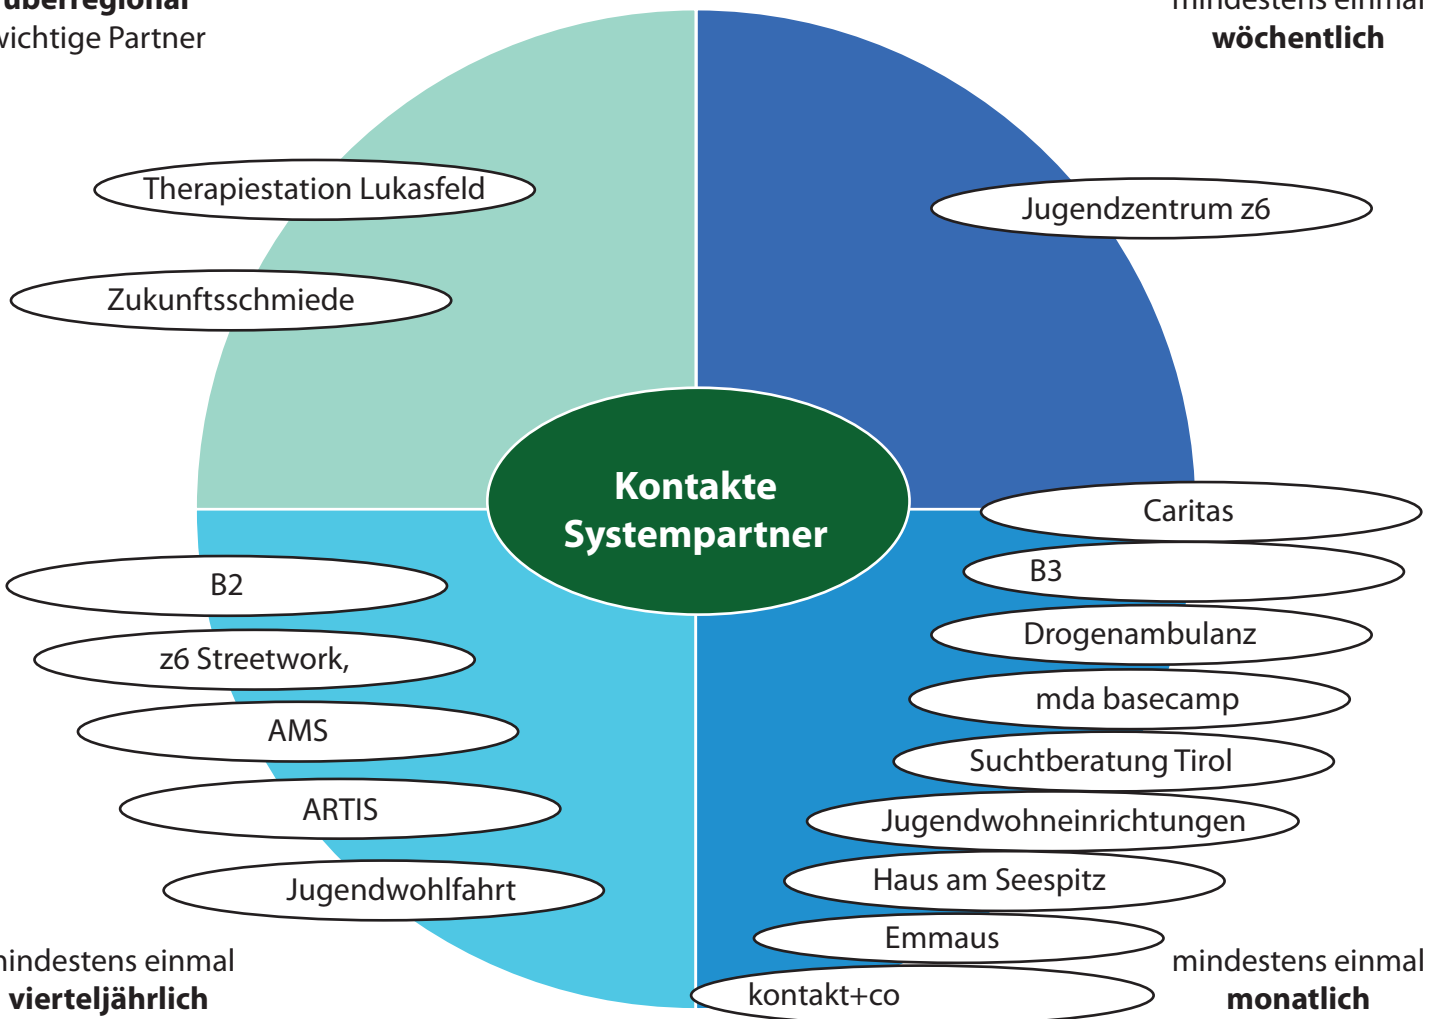 überregional
wichtige Partner
mindestens einmal
wöchentlich
Therapiestation Lukasfeld
Zukunftsschmiede
Jugendzentrum z6
Kontakte
Systempartner
B2
z6 Streetwork,
AMS
ARTIS
Jugendwohlfahrt
Caritas
B3
Drogenambulanz
mda basecamp
Suchtberatung Tirol
Jugendwohneinrichtungen
Haus am Seespitz
Emmaus
kontakt+co
mindestens einmal
vierteljährlich
mindestens einmal
monatlich